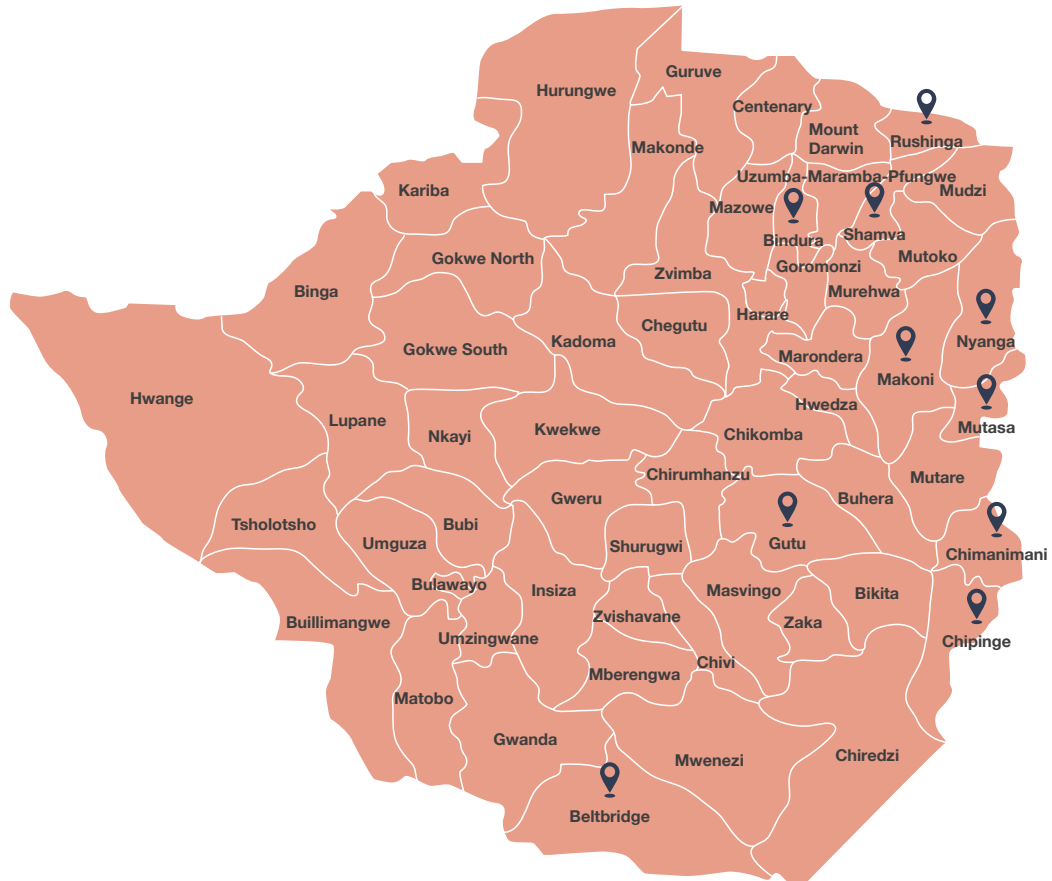 Guruve
Hurungwe
Centenary
Mount
Darwin
Rushinga
Makonde
Uzumba-Maramba-Pfungwe
Kariba
Mudzi
Mazowe
Shamva
Bindura
Mutoko
Gokwe North
Goromonzi
Zvimba
Binga
Murehwa
Harare
Chegutu
Kadoma
Nyanga
Gokwe South
Marondera
Makoni
Hwange
Hwedza
Lupane
Mutasa
Kwekwe
Chikomba
Nkayi
Chirumhanzu
Mutare
Gweru
Buhera
Tsholotsho
Bubi
Umguza
Gutu
Shurugwi
Chimanimani
Bulawayo
Insiza
Masvingo
Bikita
Zvishavane
Buillimangwe
Zaka
Umzingwane
Chipinge
Chivi
Mberengwa
Matobo
Gwanda
Chiredzi
Mwenezi
Beltbridge